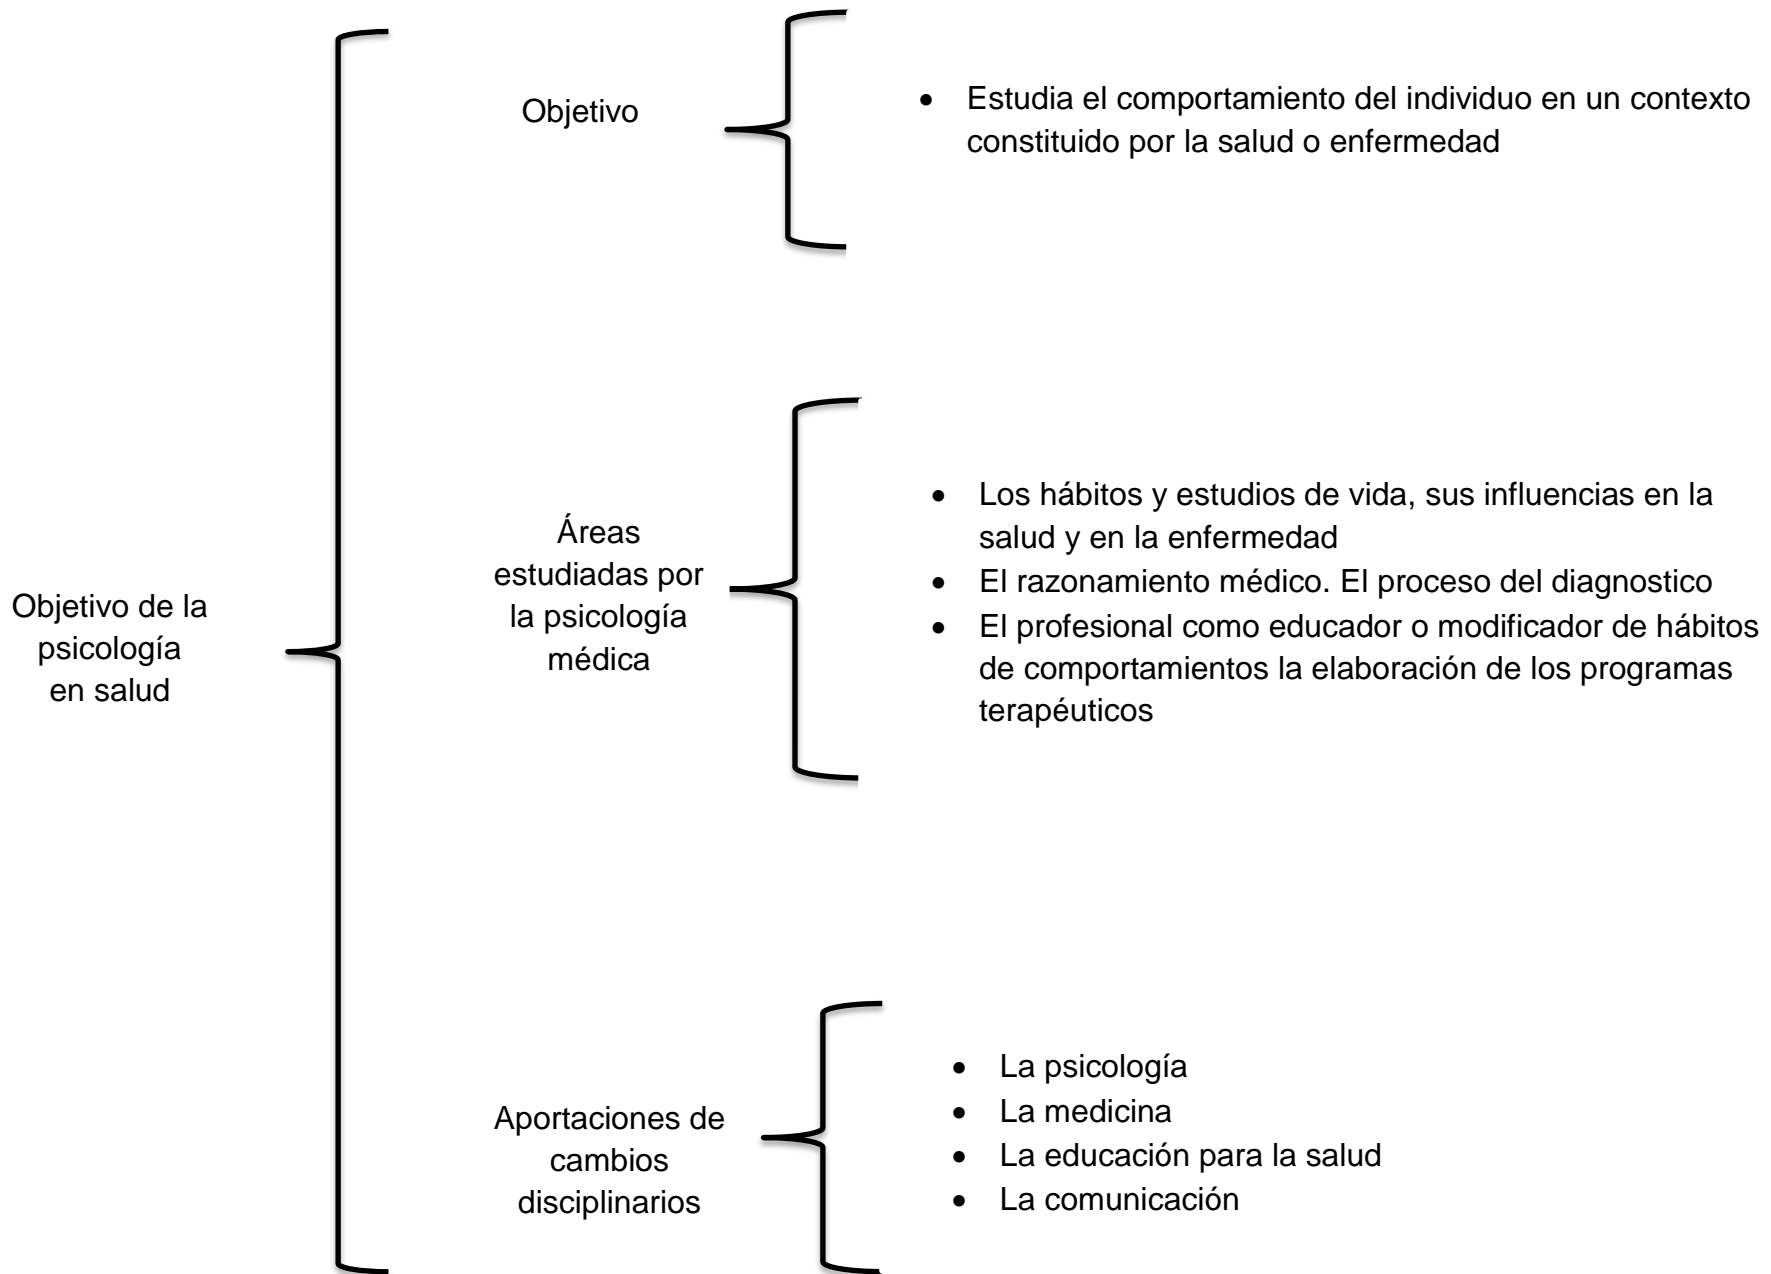 Objetivo de la
psicología
en salud
Objetivo
• Estudia el comportamiento del individuo en un contexto
constituido por la salud o enfermedad
Áreas
estudiadas por
la psicología
médica
• Los hábitos y estudios de vida, sus influencias en la
salud y en la enfermedad
• El razonamiento médico. El proceso del diagnostico
• El profesional como educador o modificador de hábitos
de comportamientos la elaboración de los programas
terapéuticos
Aportaciones de
cambios
disciplinarios
• La psicología
• La medicina
• La educación para la salud
• La comunicación